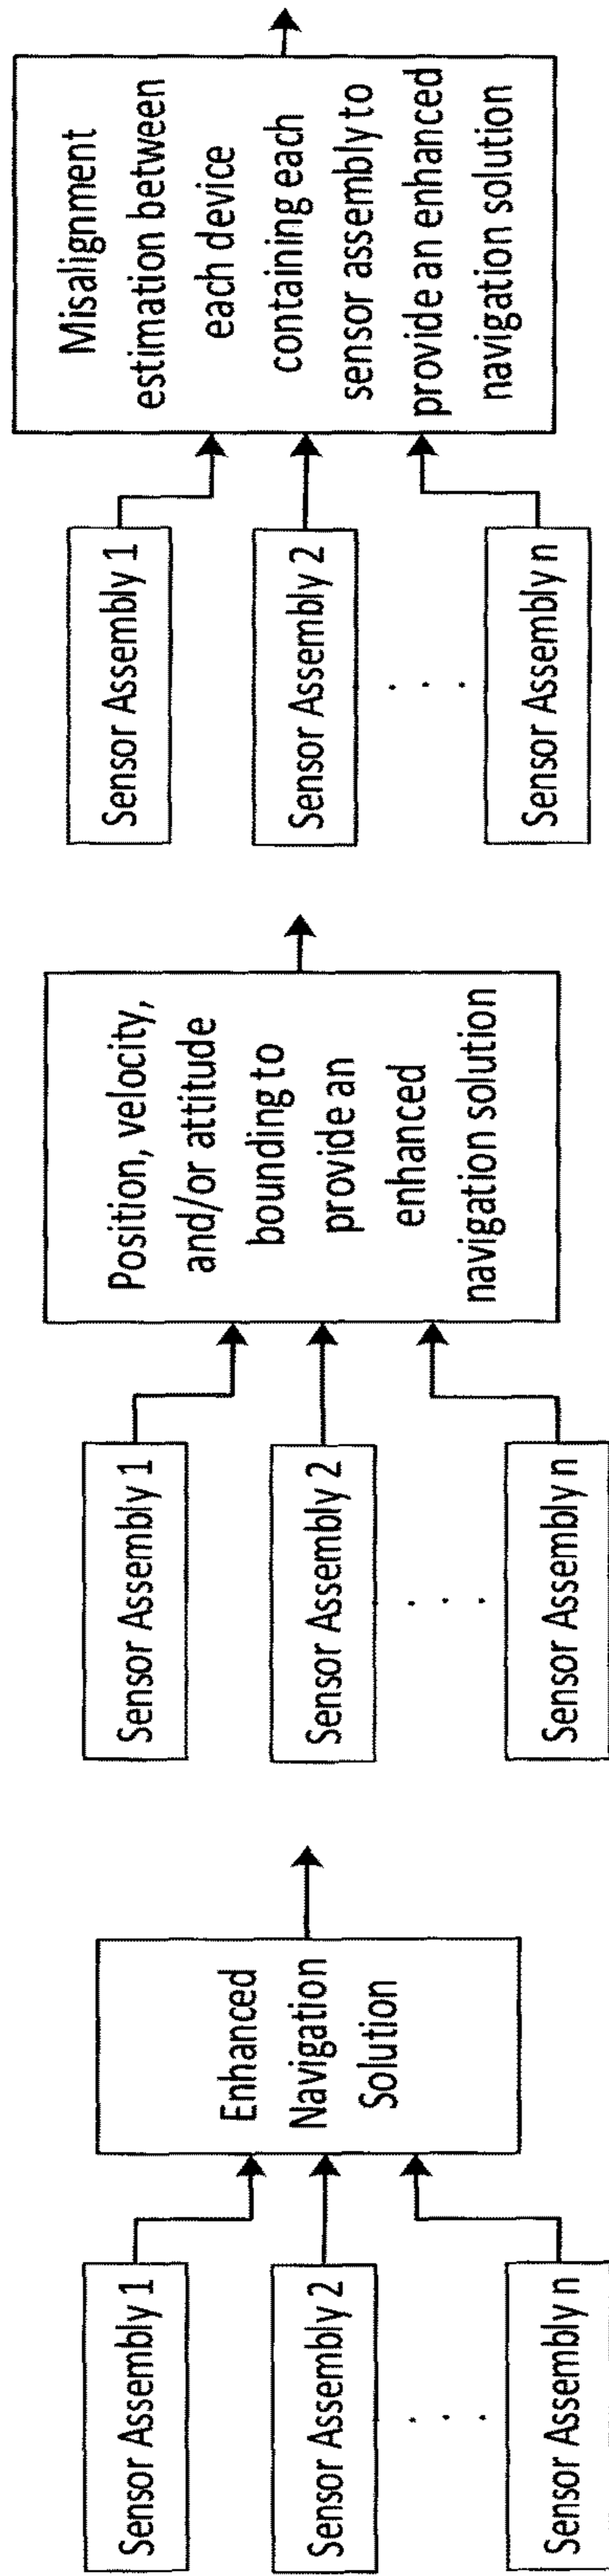 Sensor Assembly 1
Sensor Assembly 2
. . .
Sensor Assembly n
Enhanced
Navigation
Solution
Sensor Assembly 1
Sensor Assembly 2
. . .
Sensor Assembly n
Position, velocity,
and/or attitude
bounding to
provide an
enhanced
navigation solution
Sensor Assembly 1
Sensor Assembly 2
. . .
Sensor Assembly n
Misalignment
estimation between
each device
containing each
sensor assembly to
provide an enhanced
navigation solution